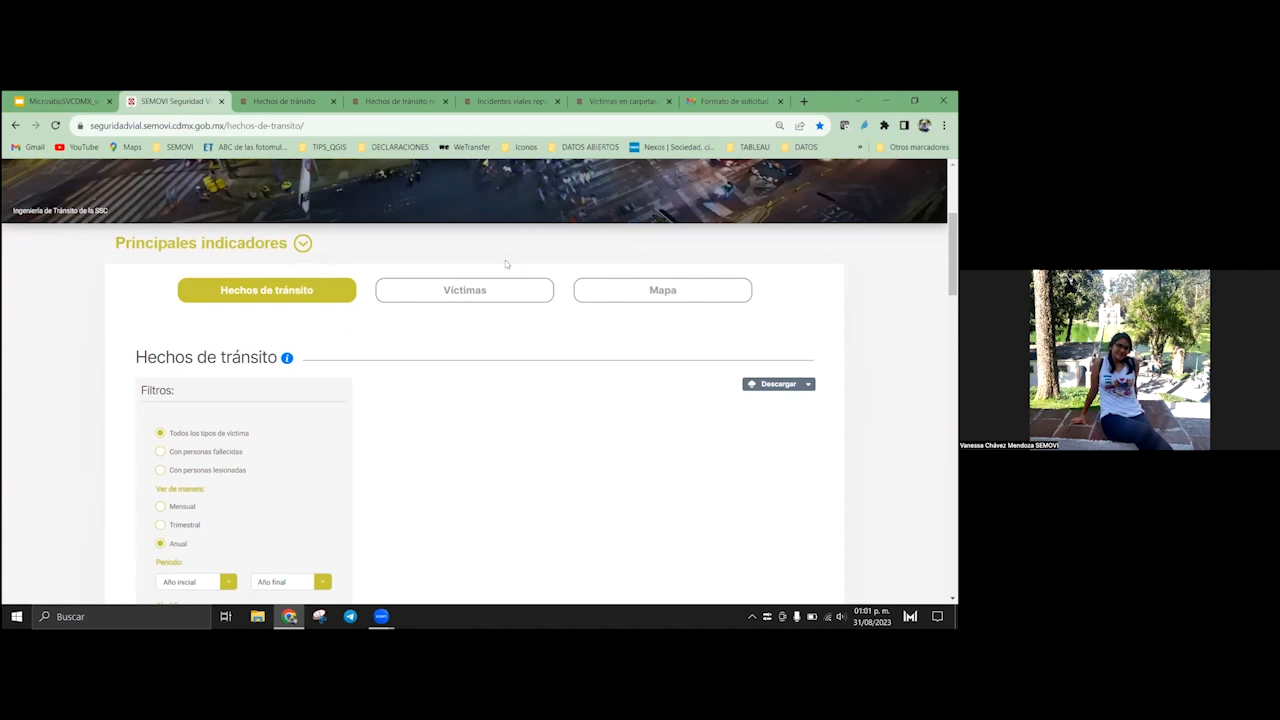 MicrositioSVCDMX_v
SEMOVI Seguridad V
Hechos de tránsito
Hechos de tránsito re
Incidentes viales rep
Víctimas en carpetas
Formato de solicitud
seguridadvial.semovi.cdmx.gob.mx/hechos-de-transito/
Gmail
YouTube
Maps
SEMOVI
ET ABC de las fotomul...
TIPS_QGIS
DECLARACIONES
WeTransfer
Iconos
DATOS ABIERTOS
Nexos | Sociedad, ci...
TABLEAU
DATOS
»
Otros marcadores
Ingeniería de Tránsito de la SSC
Principales indicadores
Hechos de tránsito
Víctimas
Mapa
Hechos de tránsito
Filtros:
Descargar
Todos los tipos de víctima
Con personas fallecidas
Con personas lesionadas
Ver de manera:
Mensual
Trimestral
Anual
Periodo:
Año inicial
Año final
Vanessa Chávez Mendoza SEMOVI
Buscar
zoom
01:01 p. m.
31/08/2023